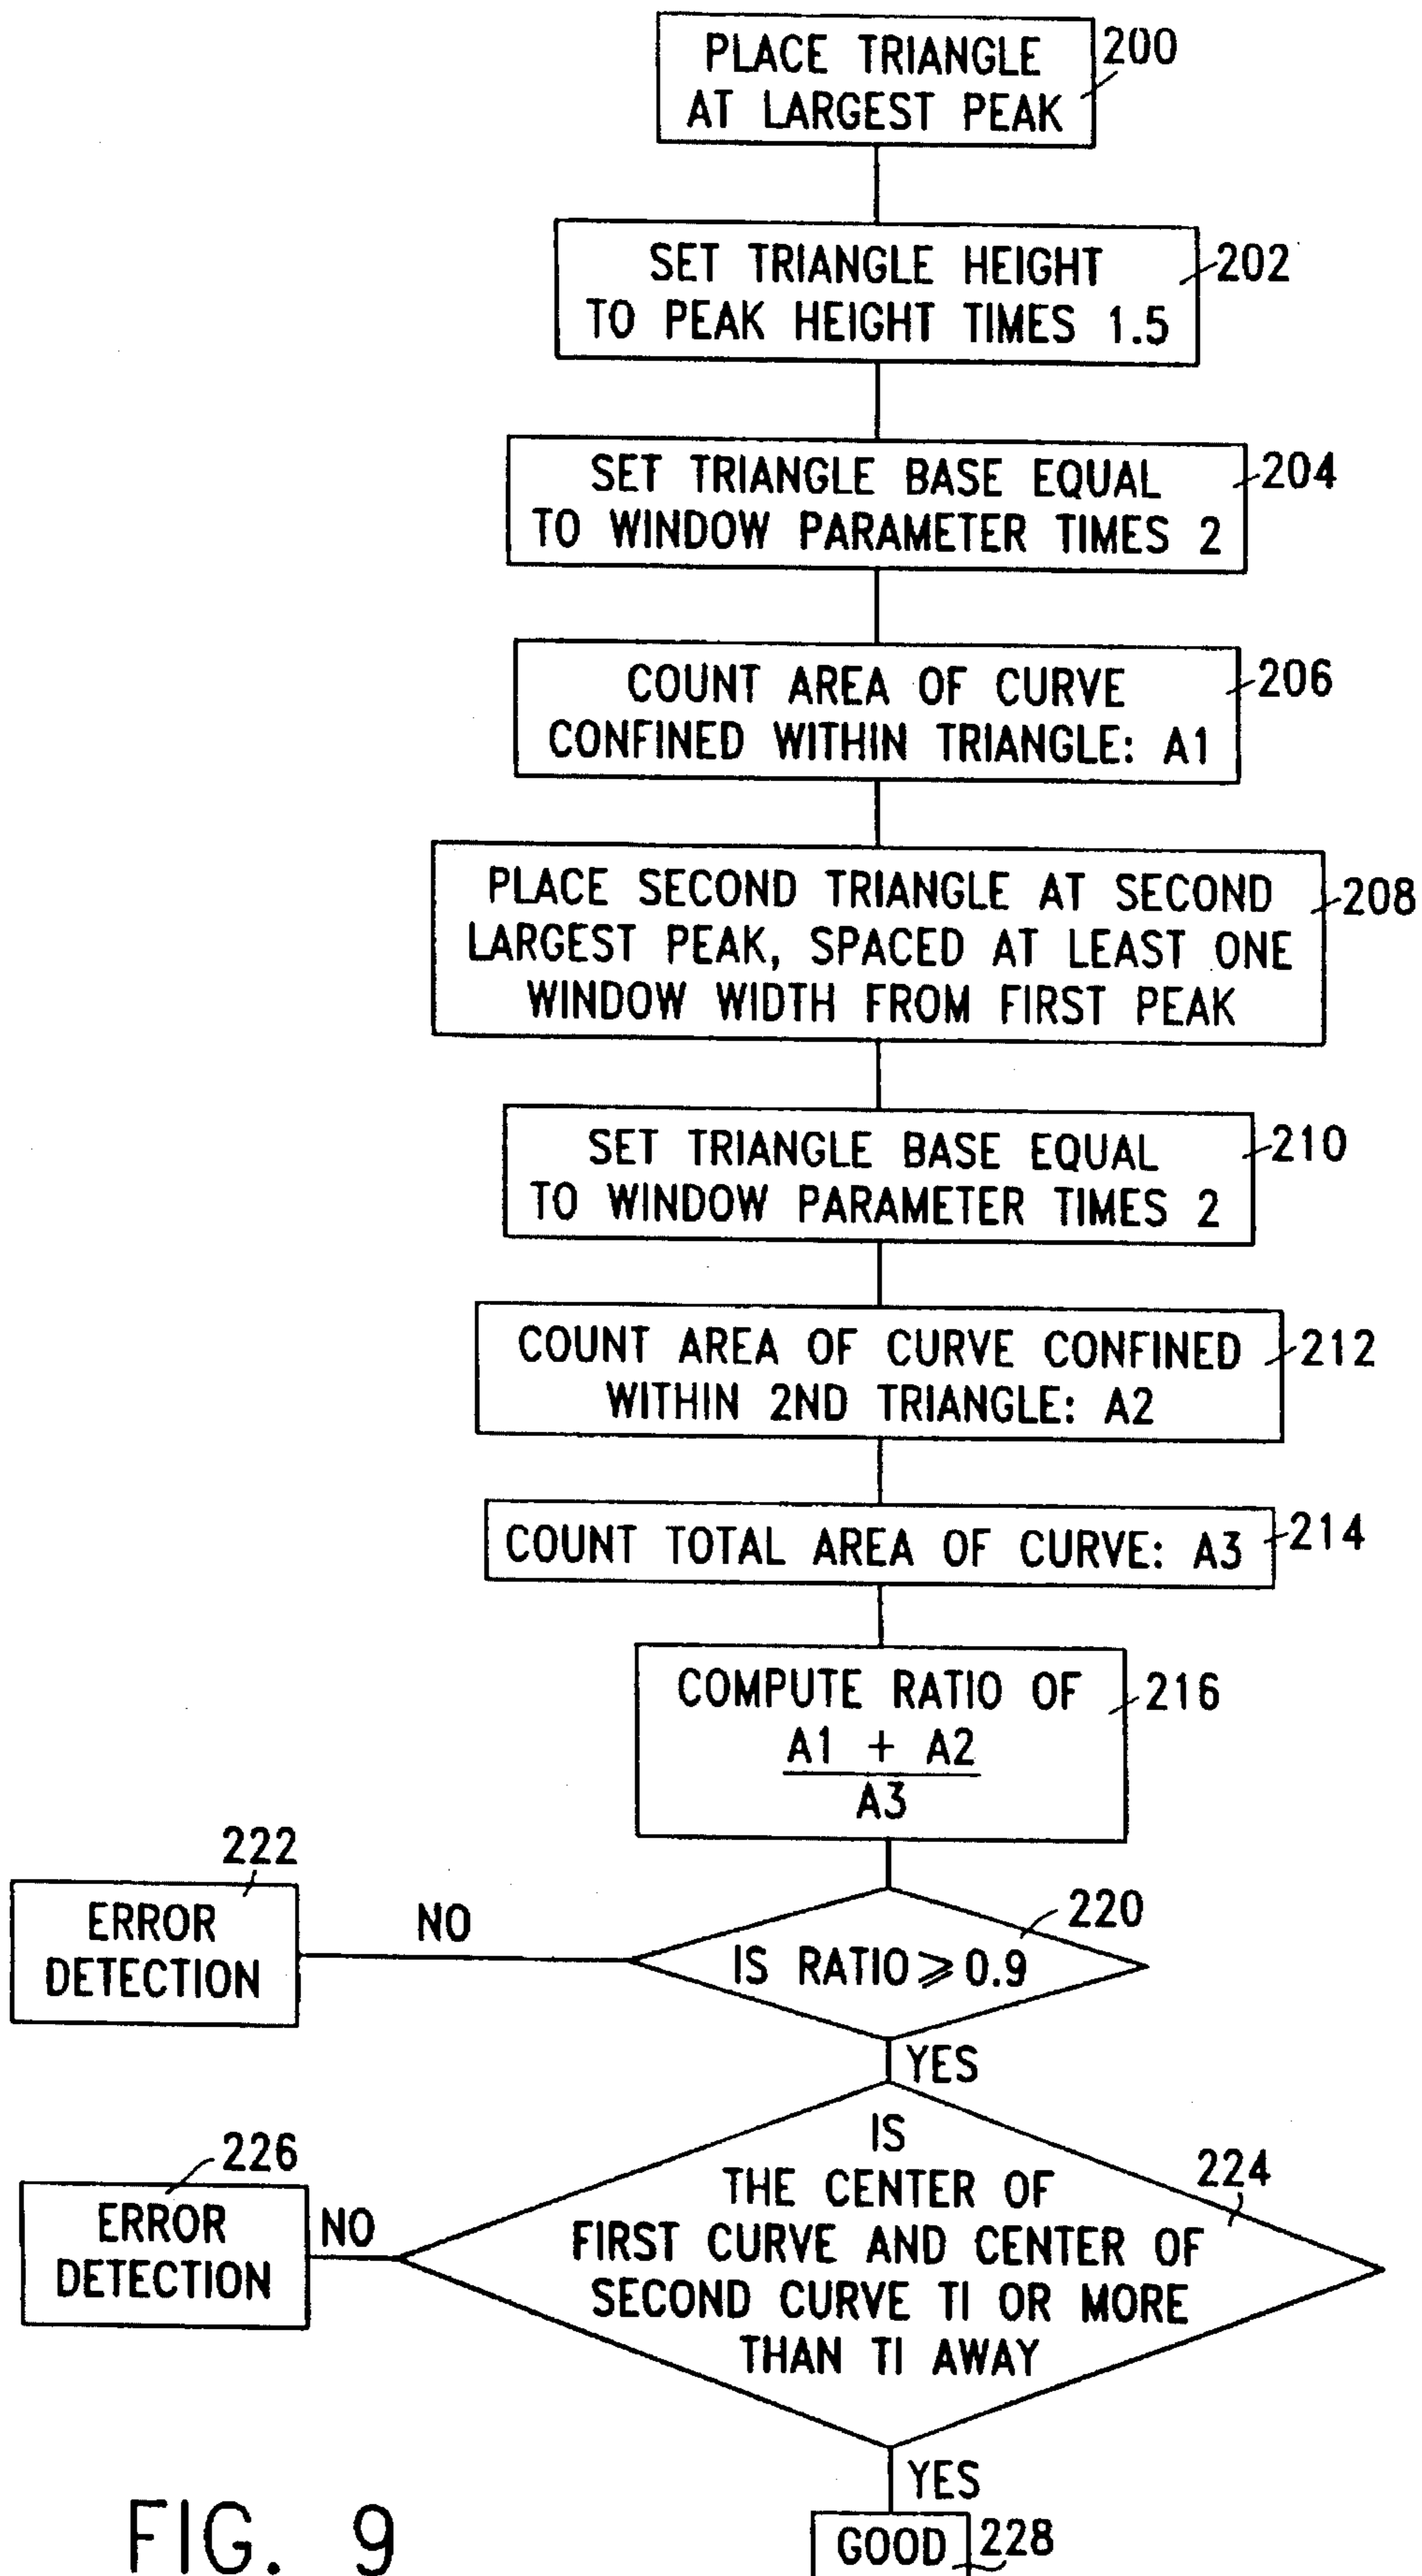 PLACE TRIANGLE
AT LARGEST PEAK
200
SET TRIANGLE HEIGHT
TO PEAK HEIGHT TIMES 1.5
202
SET TRIANGLE BASE EQUAL
TO WINDOW PARAMETER TIMES 2
204
COUNT AREA OF CURVE
CONFINED WITHIN TRIANGLE: A1
206
PLACE SECOND TRIANGLE AT SECOND
LARGEST PEAK, SPACED AT LEAST ONE
WINDOW WIDTH FROM FIRST PEAK
208
SET TRIANGLE BASE EQUAL
TO WINDOW PARAMETER TIMES 2
210
COUNT AREA OF CURVE CONFINED
WITHIN 2ND TRIANGLE: A2
212
COUNT TOTAL AREA OF CURVE: A3
214
COMPUTE RATIO OF
A1 + A2
A3
216
222
ERROR
DETECTION
NO
220
IS RATIO ⩾ 0.9
YES
226
ERROR
DETECTION
NO
224
IS
THE CENTER OF
FIRST CURVE AND CENTER OF
SECOND CURVE TI OR MORE
THAN TI AWAY
YES
GOOD
228
FIG. 9